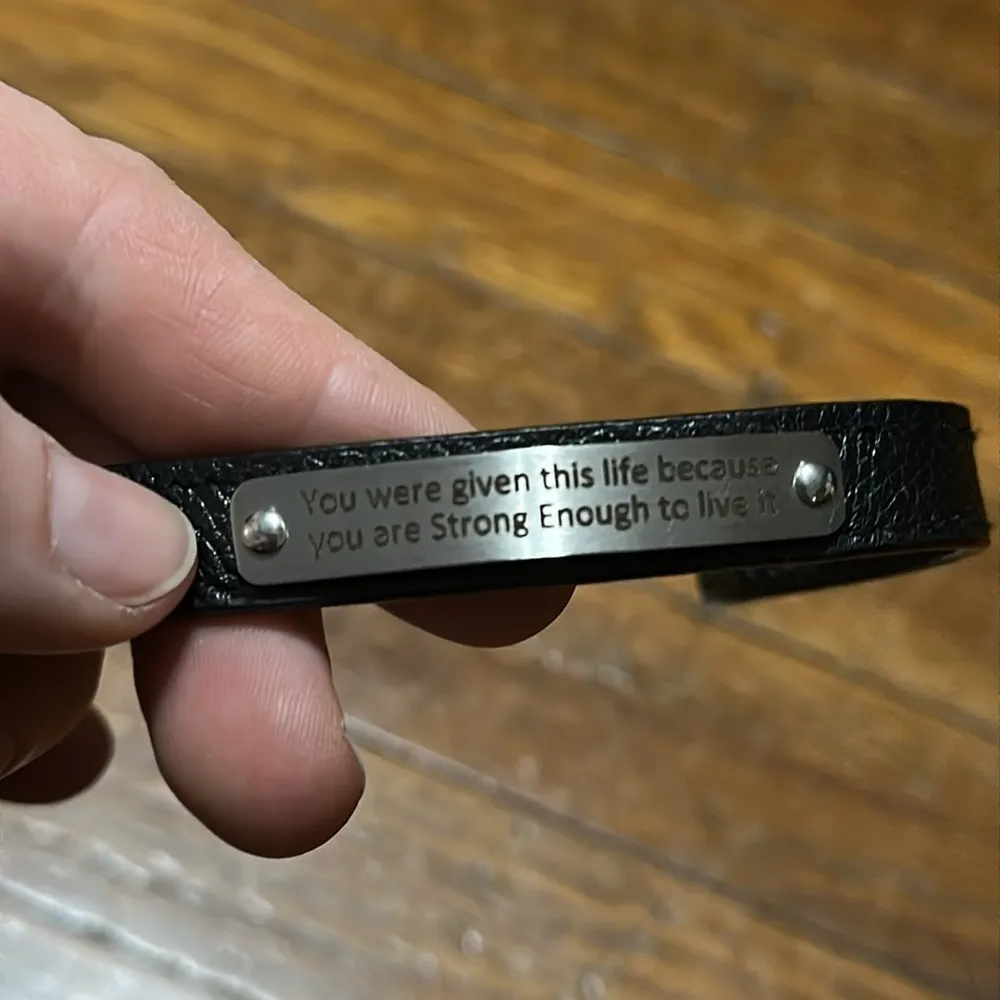 You were given this life because
you are Strong Enough to live it